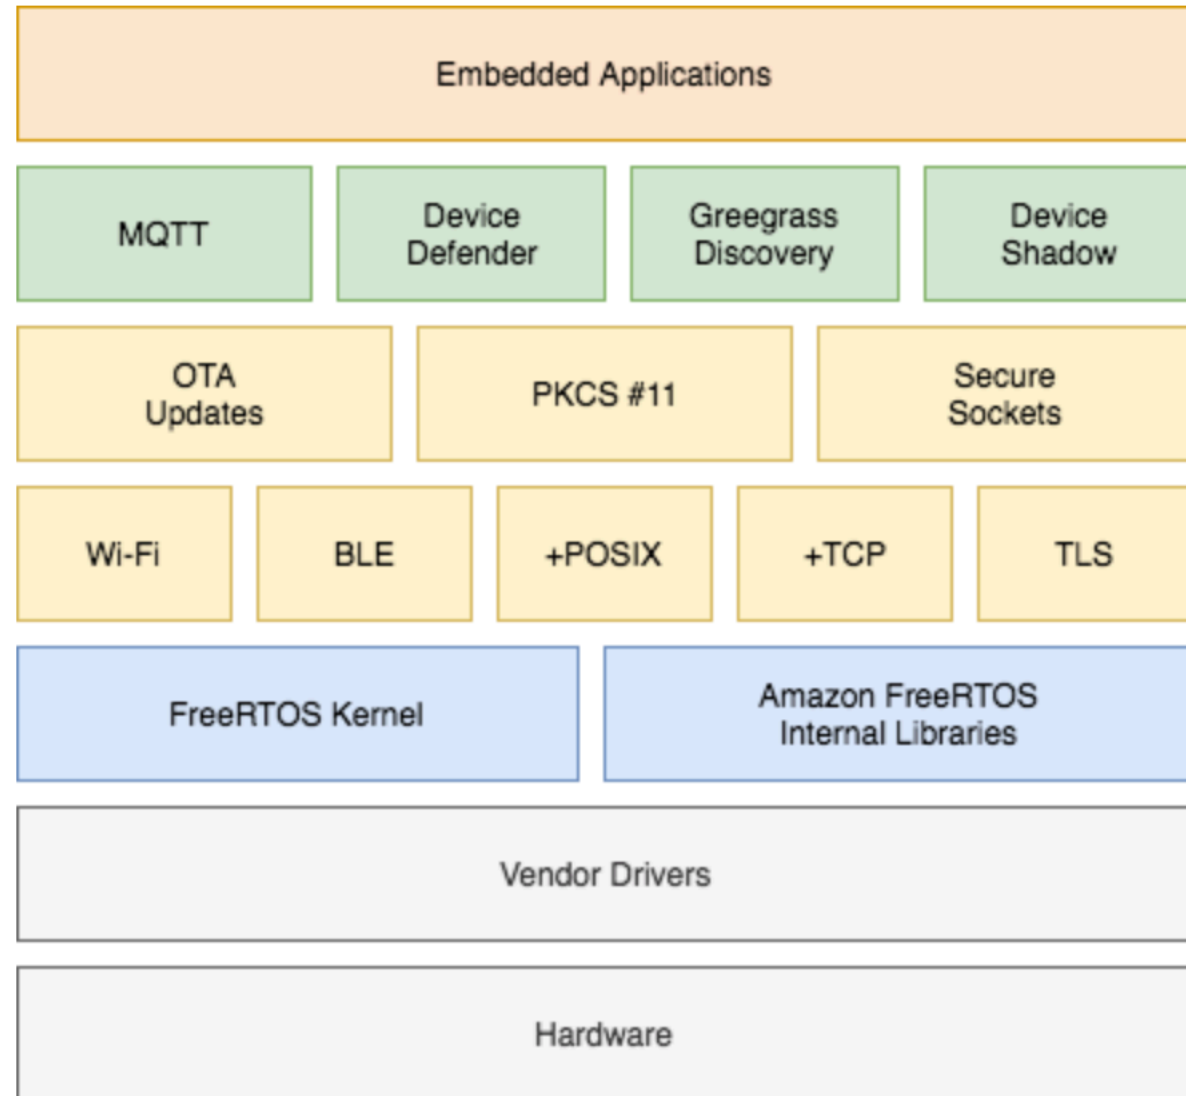 Embedded Applications
MQTT
Device
Defender
Greegrass
Discovery
Device
Shadow
OTA
Updates
PKCS #11
Secure
Sockets
Wi-Fi
BLE
+POSIX
+TCP
TLS
FreeRTOS Kernel
Amazon FreeRTOS
Internal Libraries
Vendor Drivers
Hardware